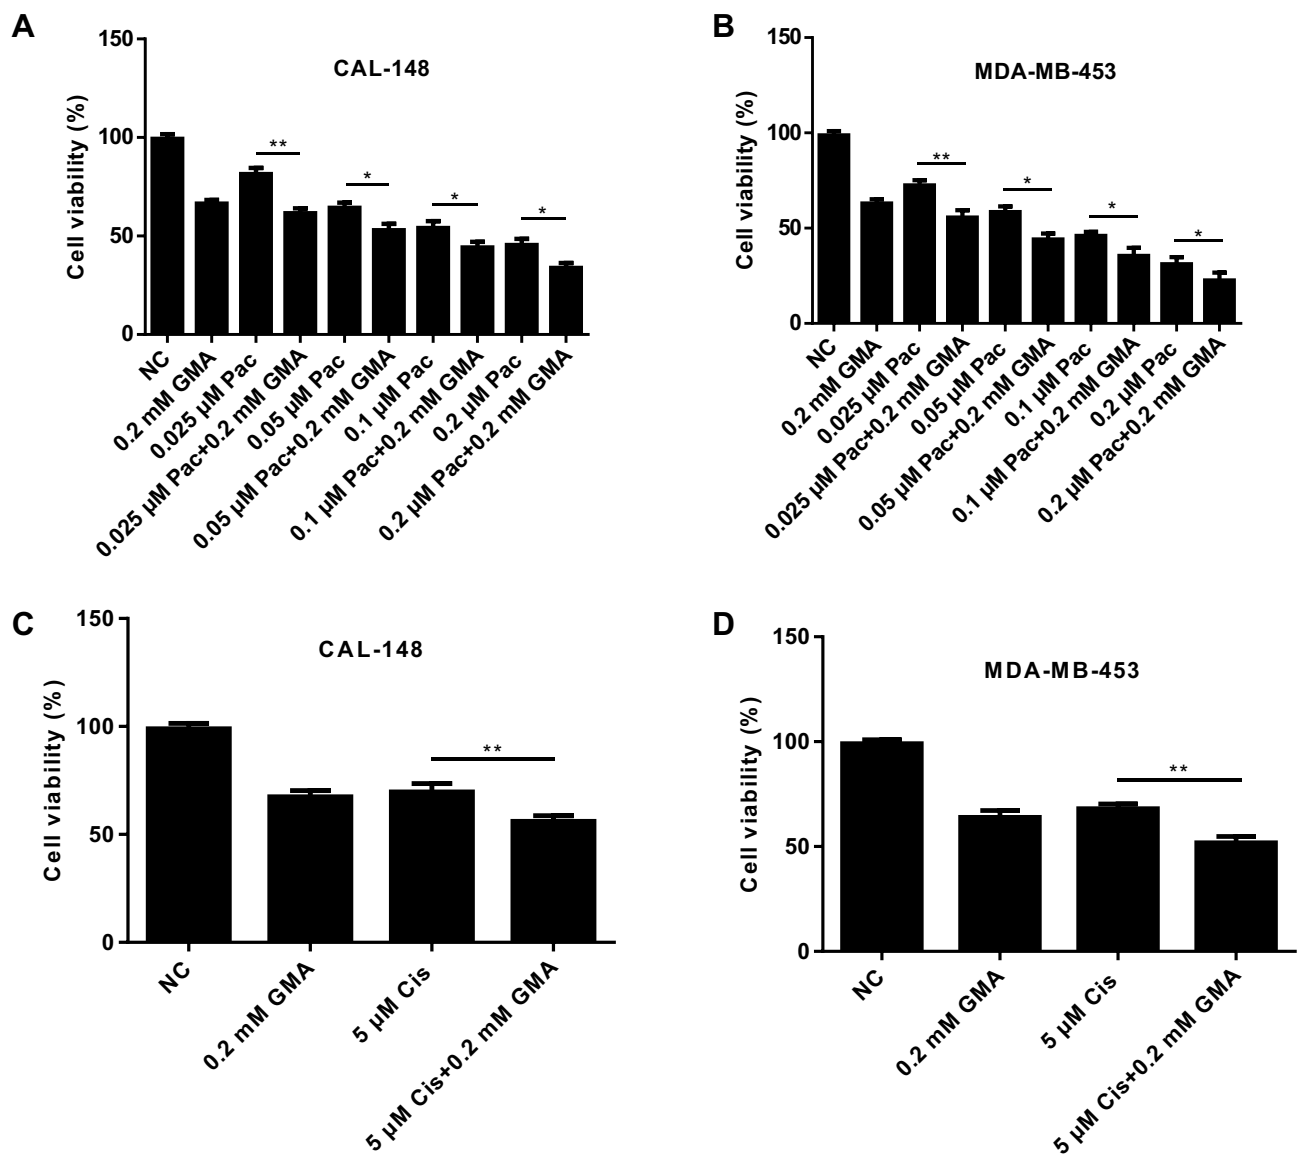 A
CAL-148
Cell viability (%)
150
100
50
0
**
*
*
*
NC
0.2 mM GMA
0.025 µM Pac
0.025 µM Pac+0.2 mM GMA
0.05 µM Pac
0.05 µM Pac+0.2 mM GMA
0.1 µM Pac
0.1 µM Pac+0.2 mM GMA
0.2 µM Pac
0.2 µM Pac+0.2 mM GMA
B
MDA-MB-453
Cell viability (%)
150
100
50
0
**
*
*
*
NC
0.2 mM GMA
0.025 µM Pac
0.025 µM Pac+0.2 mM GMA
0.05 µM Pac
0.05 µM Pac+0.2 mM GMA
0.1 µM Pac
0.1 µM Pac+0.2 mM GMA
0.2 µM Pac
0.2 µM Pac+0.2 mM GMA
C
CAL-148
Cell viability (%)
150
100
50
0
**
NC
0.2 mM GMA
5 µM Cis
5 µM Cis+0.2 mM GMA
D
MDA-MB-453
Cell viability (%)
150
100
50
0
**
NC
0.2 mM GMA
5 µM Cis
5 µM Cis+0.2 mM GMA